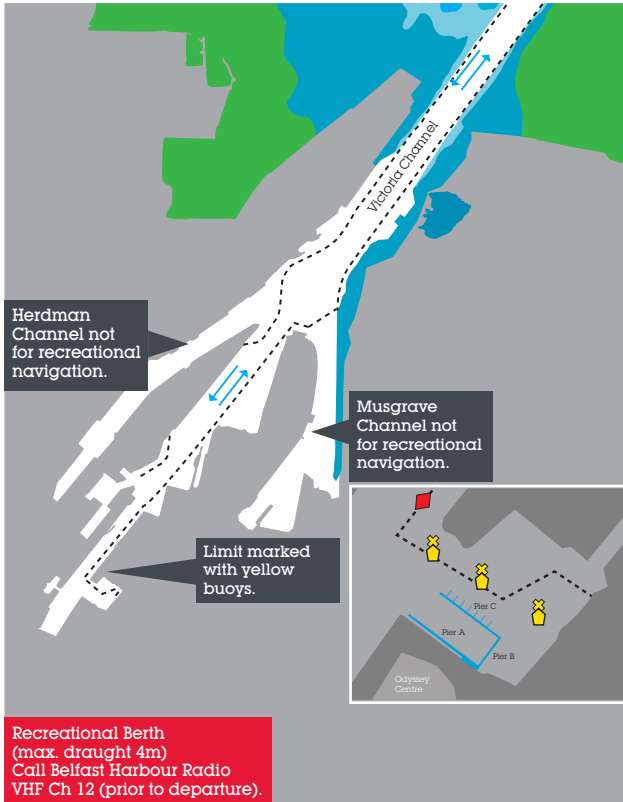 Victoria Channel
Herdman
Channel not
for recreational
navigation.
Musgrave
Channel not
for recreational
navigation.
Limit marked
with yellow
buoys.
Pier C
Pier A
Pier B
Odyssey
Centre
Recreational Berth
(max. draught 4m)
Call Belfast Harbour Radio
VHF Ch 12 (prior to departure).